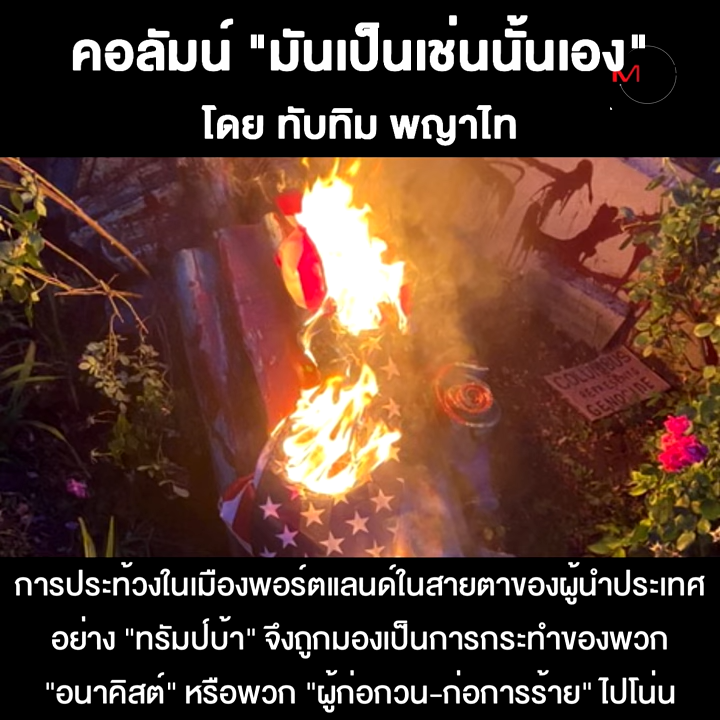 คอลัมน์ "มันเป็นเช่นนั้นเอง"
M
โดย ทับทิม พญาไท
COLUMBUS
REPRESENTS
GENOCIDE
การประท้วงในเมืองพอร์ตแลนด์ในสายตาของผู้นำประเทศ
อย่าง "ทรัมป์บ้า" จึงถูกมองเป็นการกระทำของพวก
"อนาคิสต์" หรือพวก "ผู้ก่อกวน-ก่อการร้าย" ไปโน่น